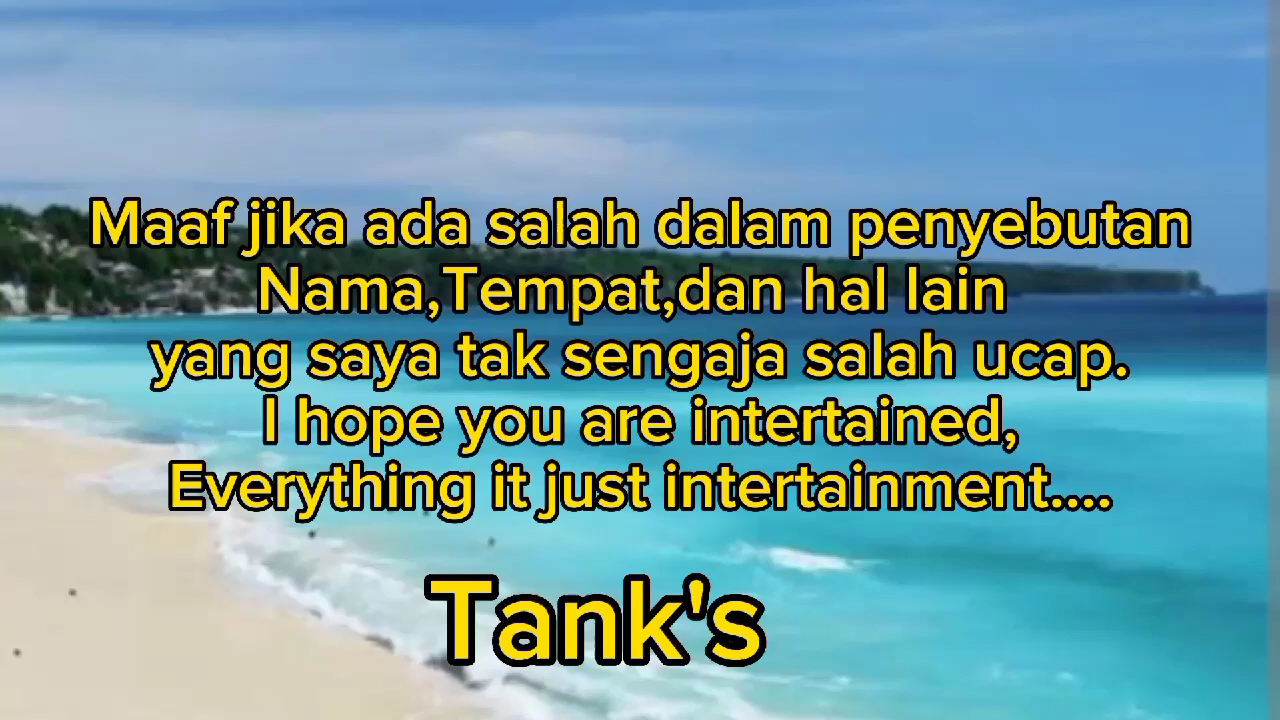 Maaf jika ada salah dalam penyebutan
Nama,Tempat,dan hal lain
yang saya tak sengaja salah ucap.
I hope you are intertained,
Everything it just intertainment....
Tank's